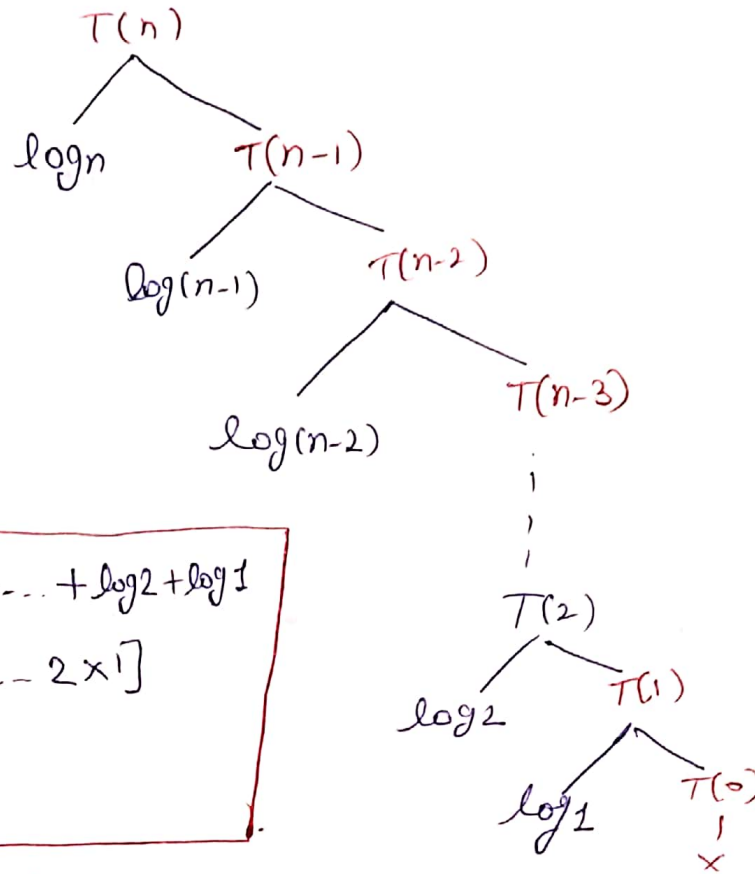 T(n)
logn T(n-1)
log(n-1) T(n-2)
log(n-2) T(n-3)
... + log2 + log1
T(2)
-- 2×1]
log2 T(1)
log1 T(0)
×